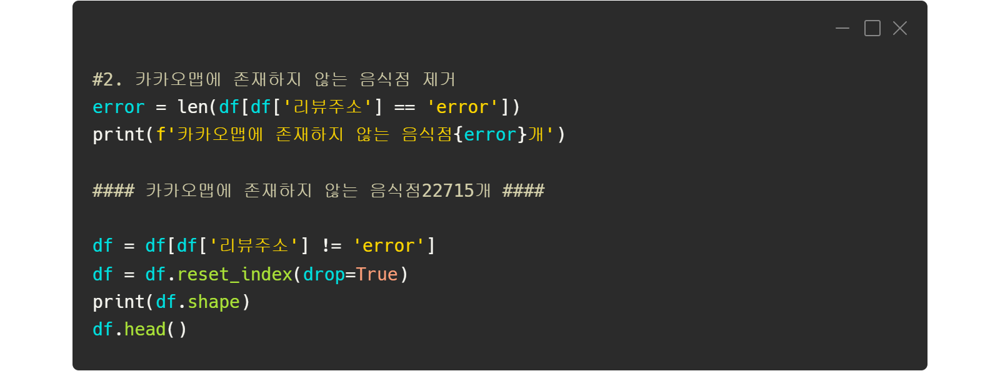 #2. 카카오맵에 존재하지 않는 음식점 제거
error = len(df[df['리뷰주소'] == 'error'])
print(f'카카오맵에 존재하지 않는 음식점{error}개')
#### 카카오맵에 존재하지 않는 음식점22715개 ####
df = df[df['리뷰주소'] != 'error']
df = df.reset_index(drop=True)
print(df.shape)
df.head()